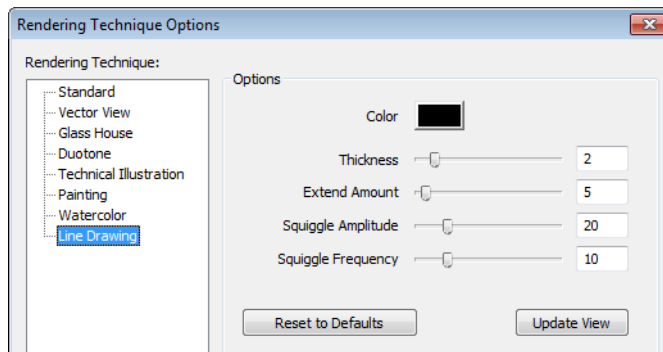 Rendering Technique Options
Rendering Technique:
Standard
Vector View
Glass House
Duotone
Technical Illustration
Painting
Watercolor
Line Drawing
Options
Color
Thickness 2
Extend Amount 5
Squiggle Amplitude 20
Squiggle Frequency 10
Reset to Defaults Update View